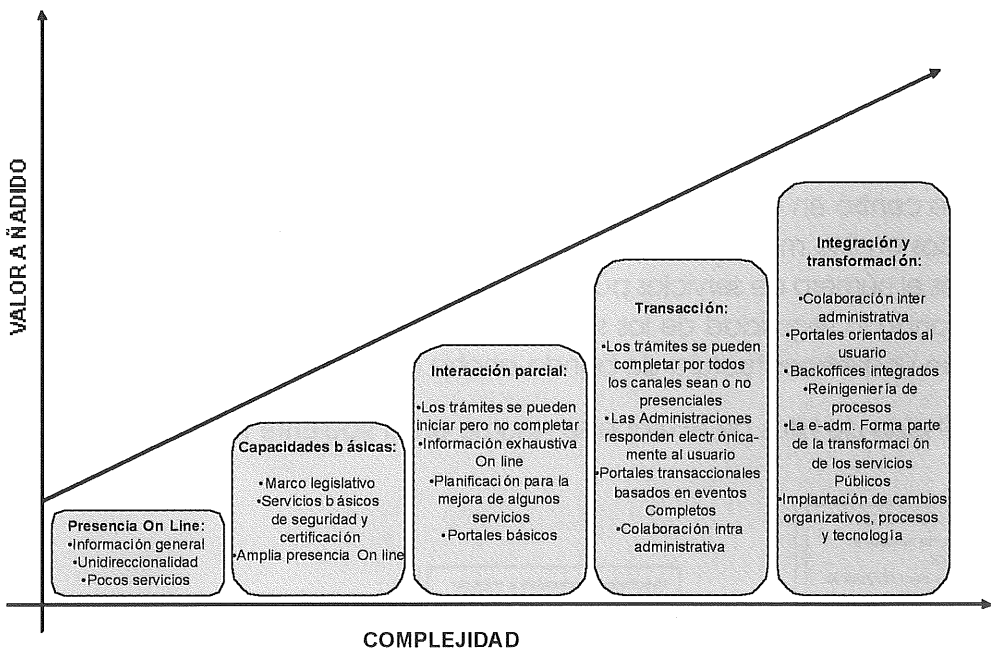 VALOR AÑADIDO
Presencia On Line:
•Información general
•Unidireccionalidad
•Pocos servicios
Capacidades básicas:
•Marco legislativo
•Servicios básicos
de seguridad y
certificación
•Amplia presencia On line
Interacción parcial:
•Los trámites se pueden
iniciar pero no completar
•Información exhaustiva
On line
•Planificación para la
mejora de algunos
servicios
•Portales básicos
Transacción:
•Los trámites se pueden
completar por todos
los canales sean o no
presenciales
•Las Administraciones
responden electrónica-
mente al usuario
•Portales transaccionales
basados en eventos
Completos
•Colaboración intra
administrativa
Integración y
transformación:
•Colaboración inter
administrativa
•Portales orientados al
usuario
•Backoffices integrados
•Reinigeniería de
procesos
•La e-adm. Forma parte
de la transformación
de los servicios
Públicos
•Implantación de cambios
organizativos, procesos
y tecnología
COMPLEJIDAD